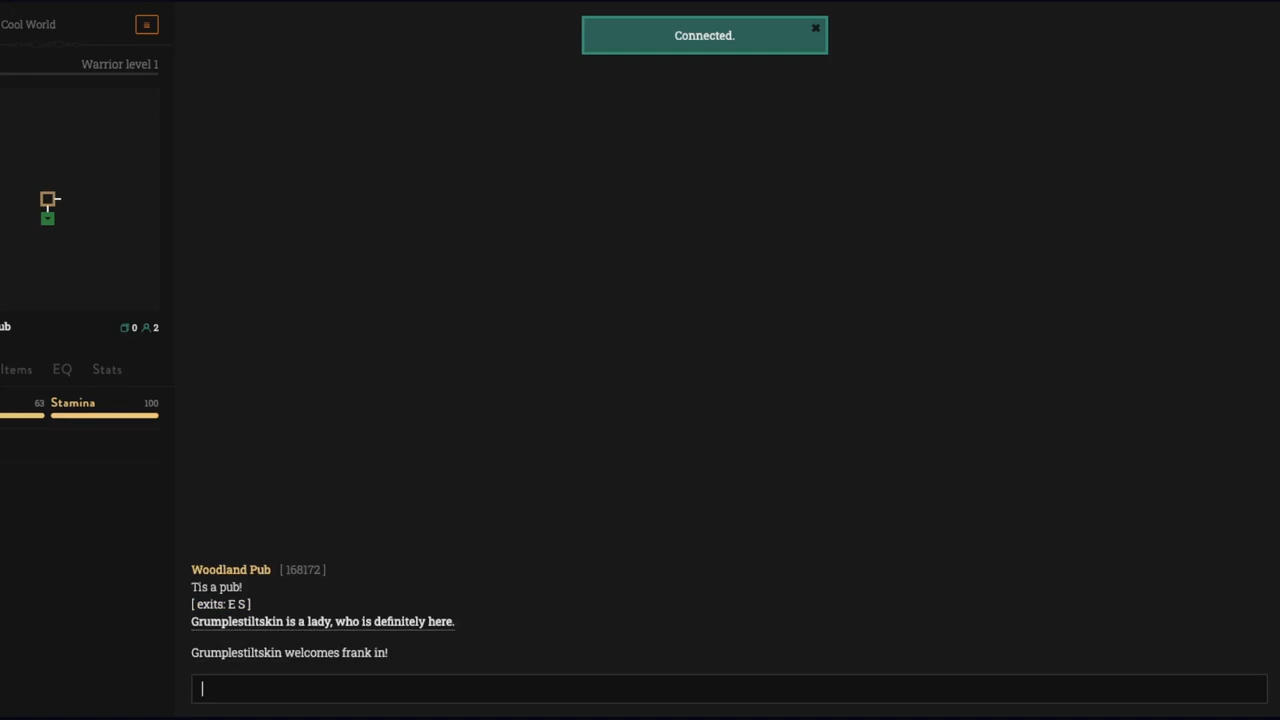 Cool World
Connected.
Warrior level 1
ub
0 2
Items EQ Stats
63 Stamina 100
Woodland Pub [ 168172 ]
Tis a pub!
[ exits: E S ]
Grumplestiltskin is a lady, who is definitely here.
Grumplestiltskin welcomes frank in!